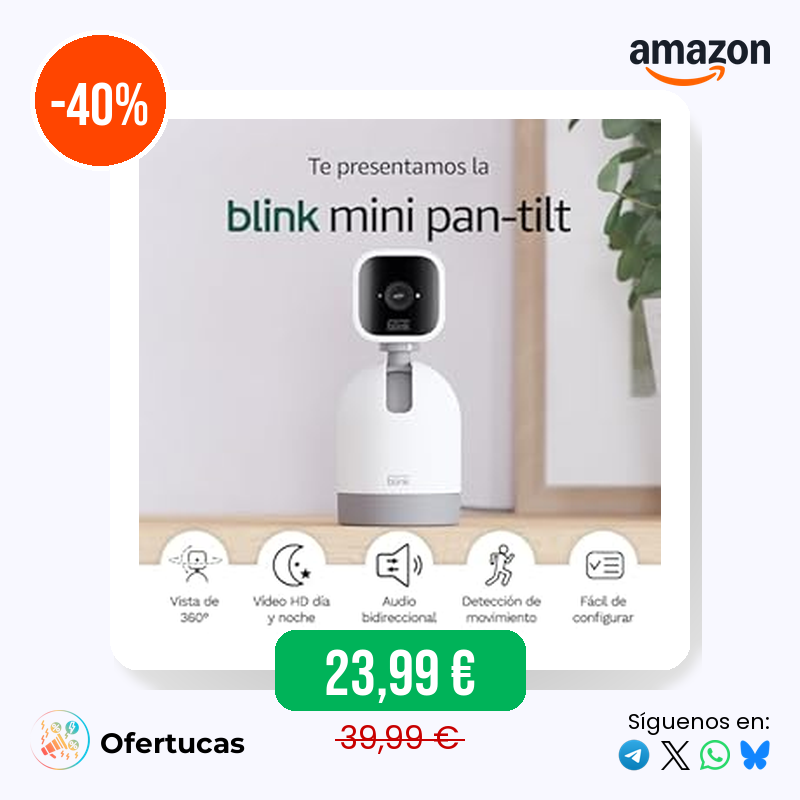 -40%
amazon
Te presentamos la
blink mini pan-tilt
blink
blink
Vista de
360°
Vídeo HD día
y noche
Audio
bidireccional
Detección de
movimiento
Fácil de
configurar
23,99 €
39,99 €
Ofertucas
Síguenos en: